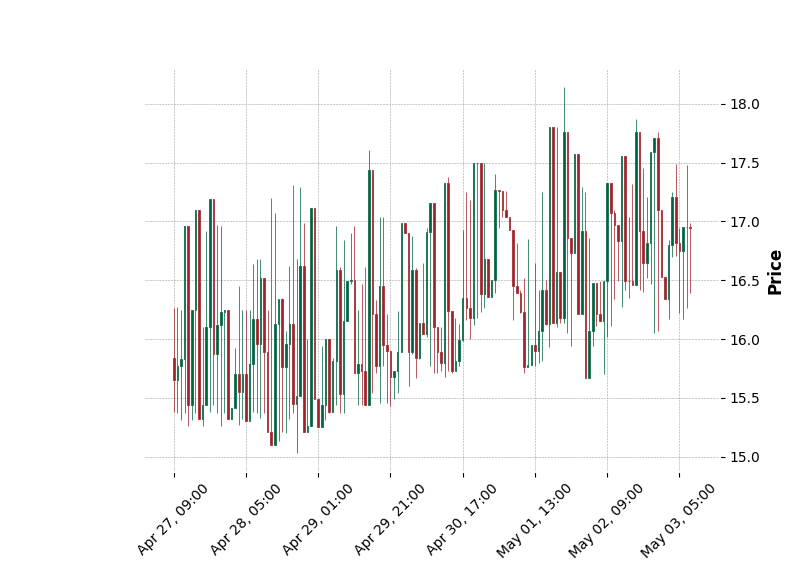 18.0
17.5
17.0
16.5
16.0
15.5
15.0
Price
Apr 27, 09:00
Apr 28, 05:00
Apr 29, 01:00
Apr 29, 21:00
Apr 30, 17:00
May 01, 13:00
May 02, 09:00
May 03, 05:00